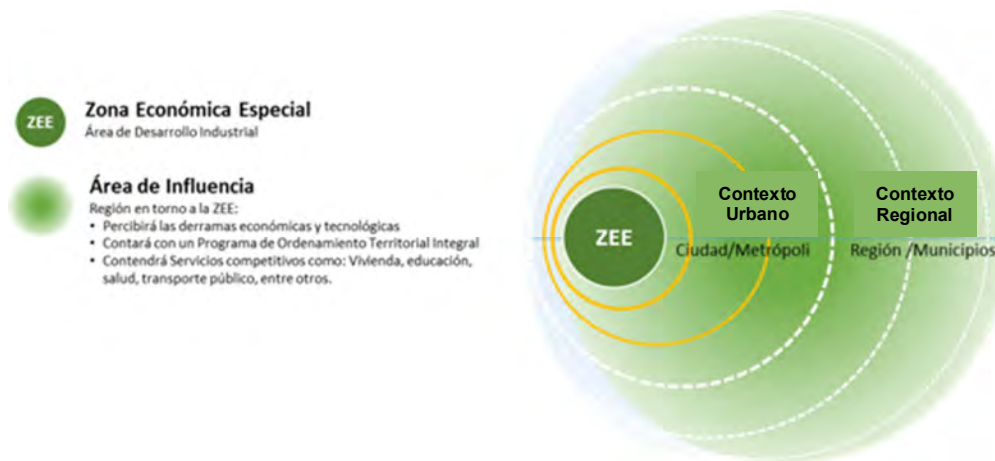 ZEE
Zona Económica Especial
Área de Desarrollo Industrial
Área de Influencia
Región en torno a la ZEE:
• Percibirá las derramas económicas y tecnológicas
• Contará con un Programa de Ordenamiento Territorial Integral
• Contendrá Servicios competitivos como: Vivienda, educación,
salud, transporte público, entre otros.
ZEE
Contexto
Urbano
Ciudad/Metrópoli
Contexto
Regional
Región /Municipios